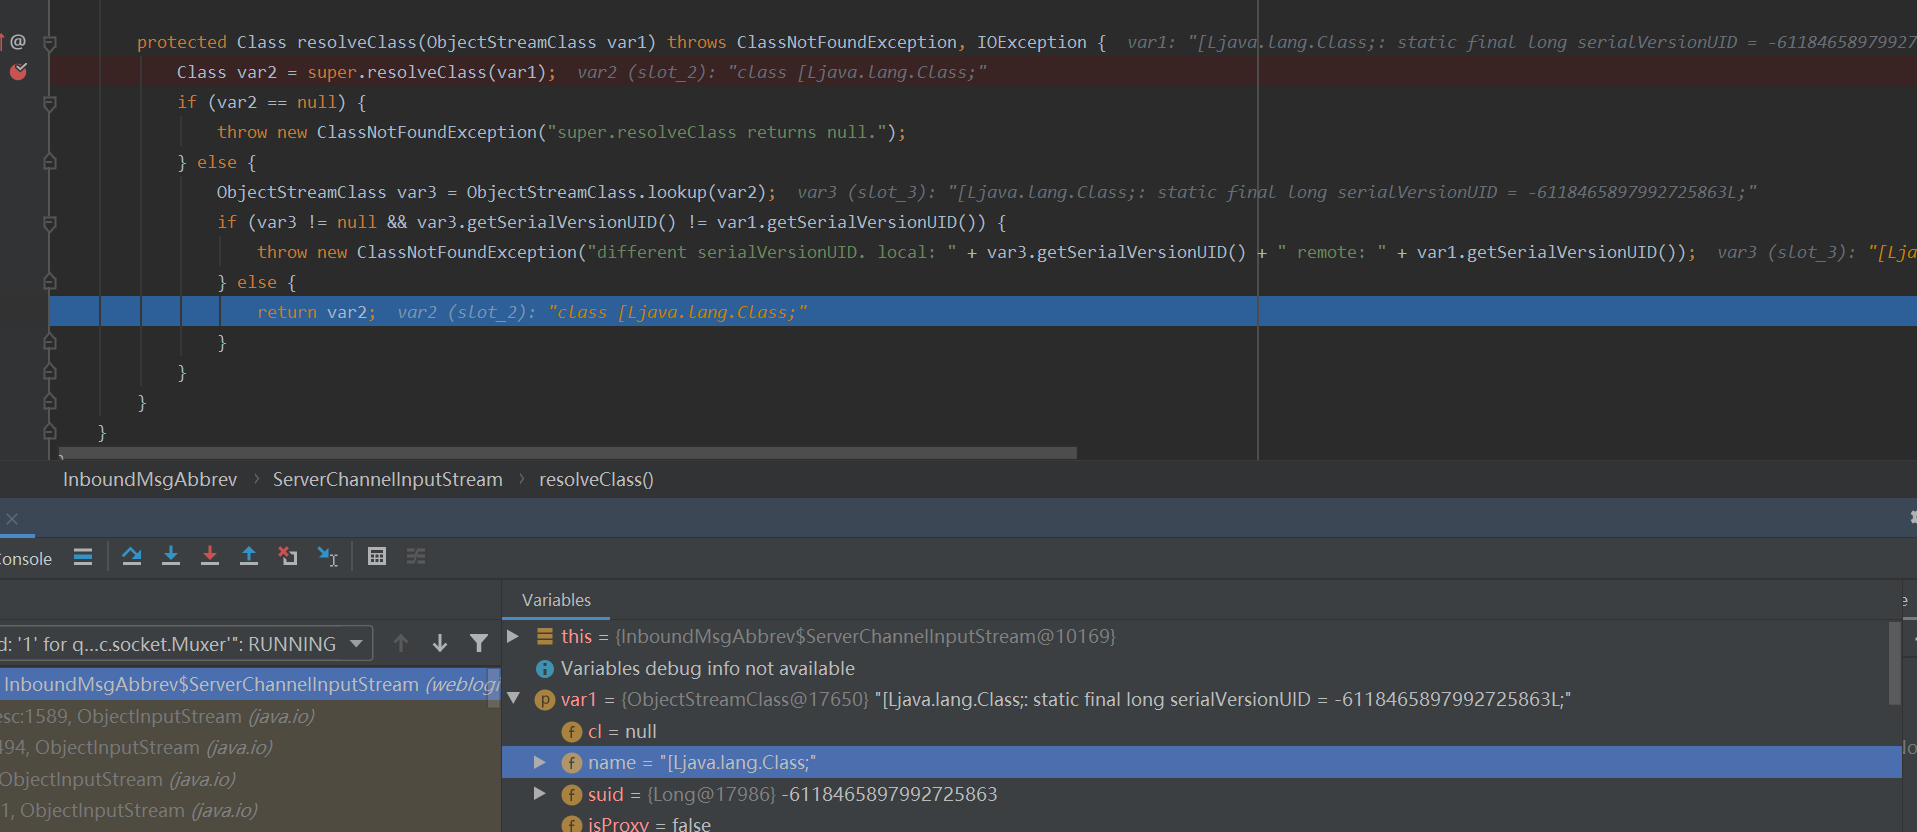 protected Class resolveClass(ObjectStreamClass var1) throws ClassNotFoundException, IOException { var1: "[Ljava.lang.Class;: static final long serialVersionUID = -61184658979927
Class var2 = super.resolveClass(var1); var2 (slot_2): "class [Ljava.lang.Class;"
if (var2 == null) {
throw new ClassNotFoundException("super.resolveClass returns null.");
} else {
ObjectStreamClass var3 = ObjectStreamClass.lookup(var2); var3 (slot_3): "[Ljava.lang.Class;: static final long serialVersionUID = -6118465897992725863L;"
if (var3 != null && var3.getSerialVersionUID() != var1.getSerialVersionUID()) {
throw new ClassNotFoundException("different serialVersionUID. local: " + var3.getSerialVersionUID() + " remote: " + var1.getSerialVersionUID()); var3 (slot_3): "[Lja
} else {
return var2; var2 (slot_2): "class [Ljava.lang.Class;"
}
}
}
}
InboundMsgAbbrev › ServerChannelInputStream › resolveClass()
onsole
Variables
d: '1' for q...c.socket.Muxer'": RUNNING
this = {InboundMsgAbbrev$ServerChannelInputStream@10169}
Variables debug info not available
InboundMsgAbbrev$ServerChannelInputStream (weblogi
var1 = {ObjectStreamClass@17650} "[Ljava.lang.Class;: static final long serialVersionUID = -6118465897992725863L;"
esc:1589, ObjectInputStream (java.io)
cl = null
494, ObjectInputStream (java.io)
name = "[Ljava.lang.Class;"
ObjectInputStream (java.io)
suid = {Long@17986} -6118465897992725863
1, ObjectInputStream (java.io)
isProxy = false